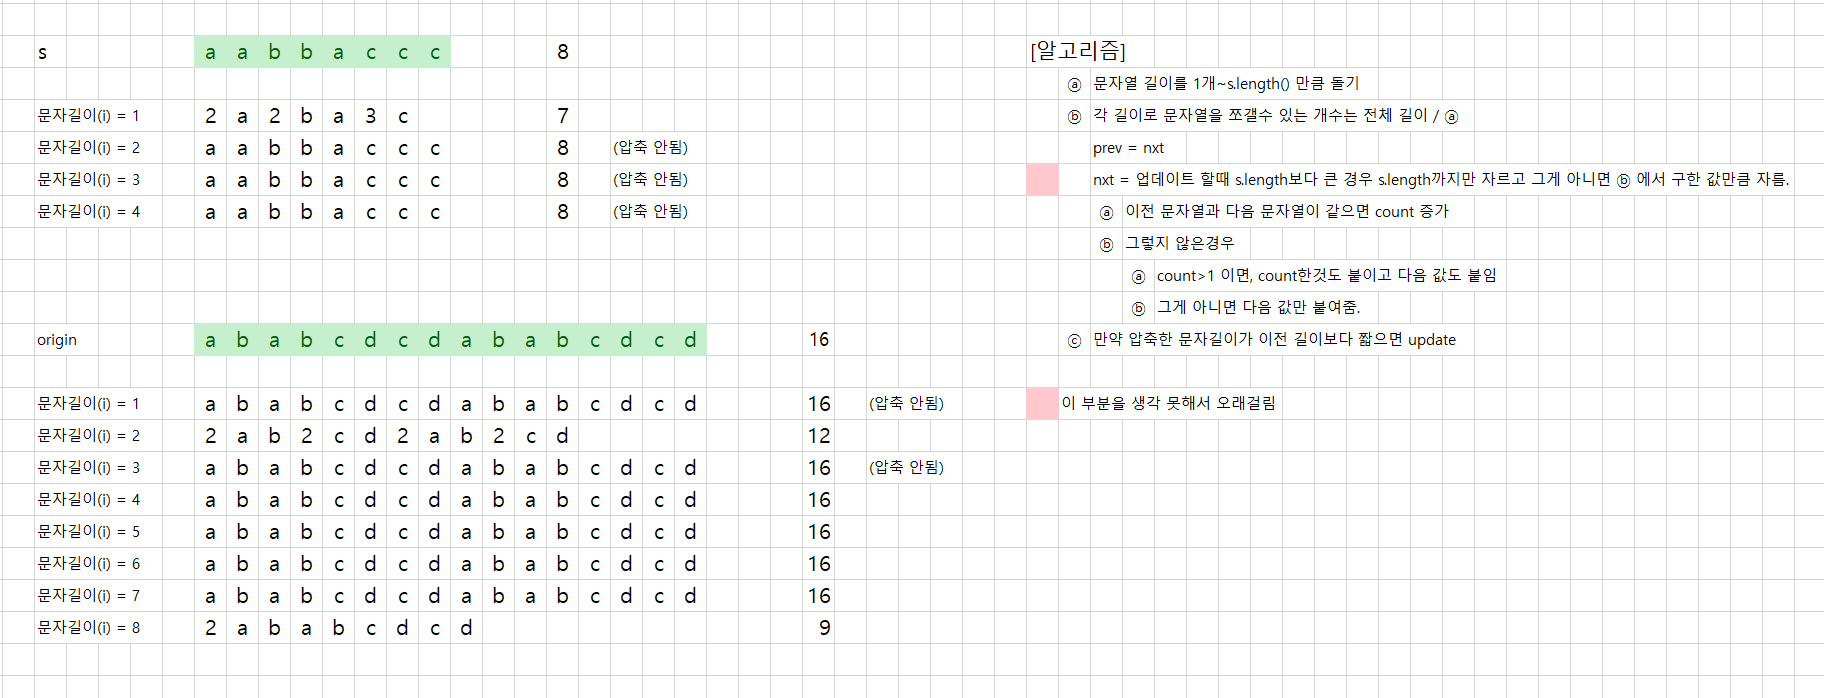 s a a b b a c c c 8
[알고리즘]
ⓐ 문자열 길이를 1개~s.length() 만큼 돌기
문자길이(i) = 1 2 a 2 b a 3 c 7
ⓑ 각 길이로 문자열을 쪼갤수 있는 개수는 전체 길이 / ⓐ
문자길이(i) = 2 a a b b a c c c 8 (압축 안됨)
prev = nxt
문자길이(i) = 3 a a b b a c c c 8 (압축 안됨)
nxt = 업데이트 할때 s.length보다 큰 경우 s.length까지만 자르고 그게 아니면 ⓑ 에서 구한 값만큼 자름.
문자길이(i) = 4 a a b b a c c c 8 (압축 안됨)
ⓐ 이전 문자열과 다음 문자열이 같으면 count 증가
ⓑ 그렇지 않은경우
ⓐ count>1 이면, count한것도 붙이고 다음 값도 붙임
ⓑ 그게 아니면 다음 값만 붙여줌.
origin a b a b c d c d a b a b c d c d 16
ⓒ 만약 압축한 문자길이가 이전 길이보다 짧으면 update
문자길이(i) = 1 a b a b c d c d a b a b c d c d 16 (압축 안됨)
이 부분을 생각 못해서 오래걸림
문자길이(i) = 2 2 a b 2 c d 2 a b 2 c d 12
문자길이(i) = 3 a b a b c d c d a b a b c d c d 16 (압축 안됨)
문자길이(i) = 4 a b a b c d c d a b a b c d c d 16
문자길이(i) = 5 a b a b c d c d a b a b c d c d 16
문자길이(i) = 6 a b a b c d c d a b a b c d c d 16
문자길이(i) = 7 a b a b c d c d a b a b c d c d 16
문자길이(i) = 8 2 a b a b c d c d 9